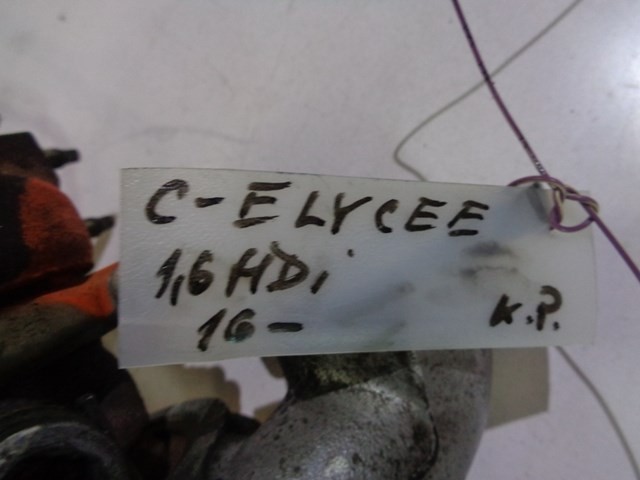 C-ELYCEE
1,6 HDi
16-
K.P.